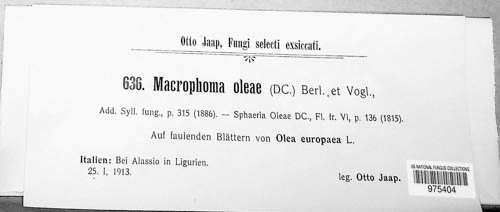 Otto Jaap, Fungi selecti exsiccati.
636. Macrophoma oleae (DC.) Berl. et Vogl.,
Add. Syll. fung., p. 315 (1886). — Sphaeria Oleae DC., Fl. fr. VI, p. 136 (1815).
Auf faulenden Blättern von Olea europaea L.
Italien: Bei Alassio in Ligurien.
25. I. 1913.
leg. Otto Jaap.
US NATIONAL FUNGUS COLLECTIONS
975404